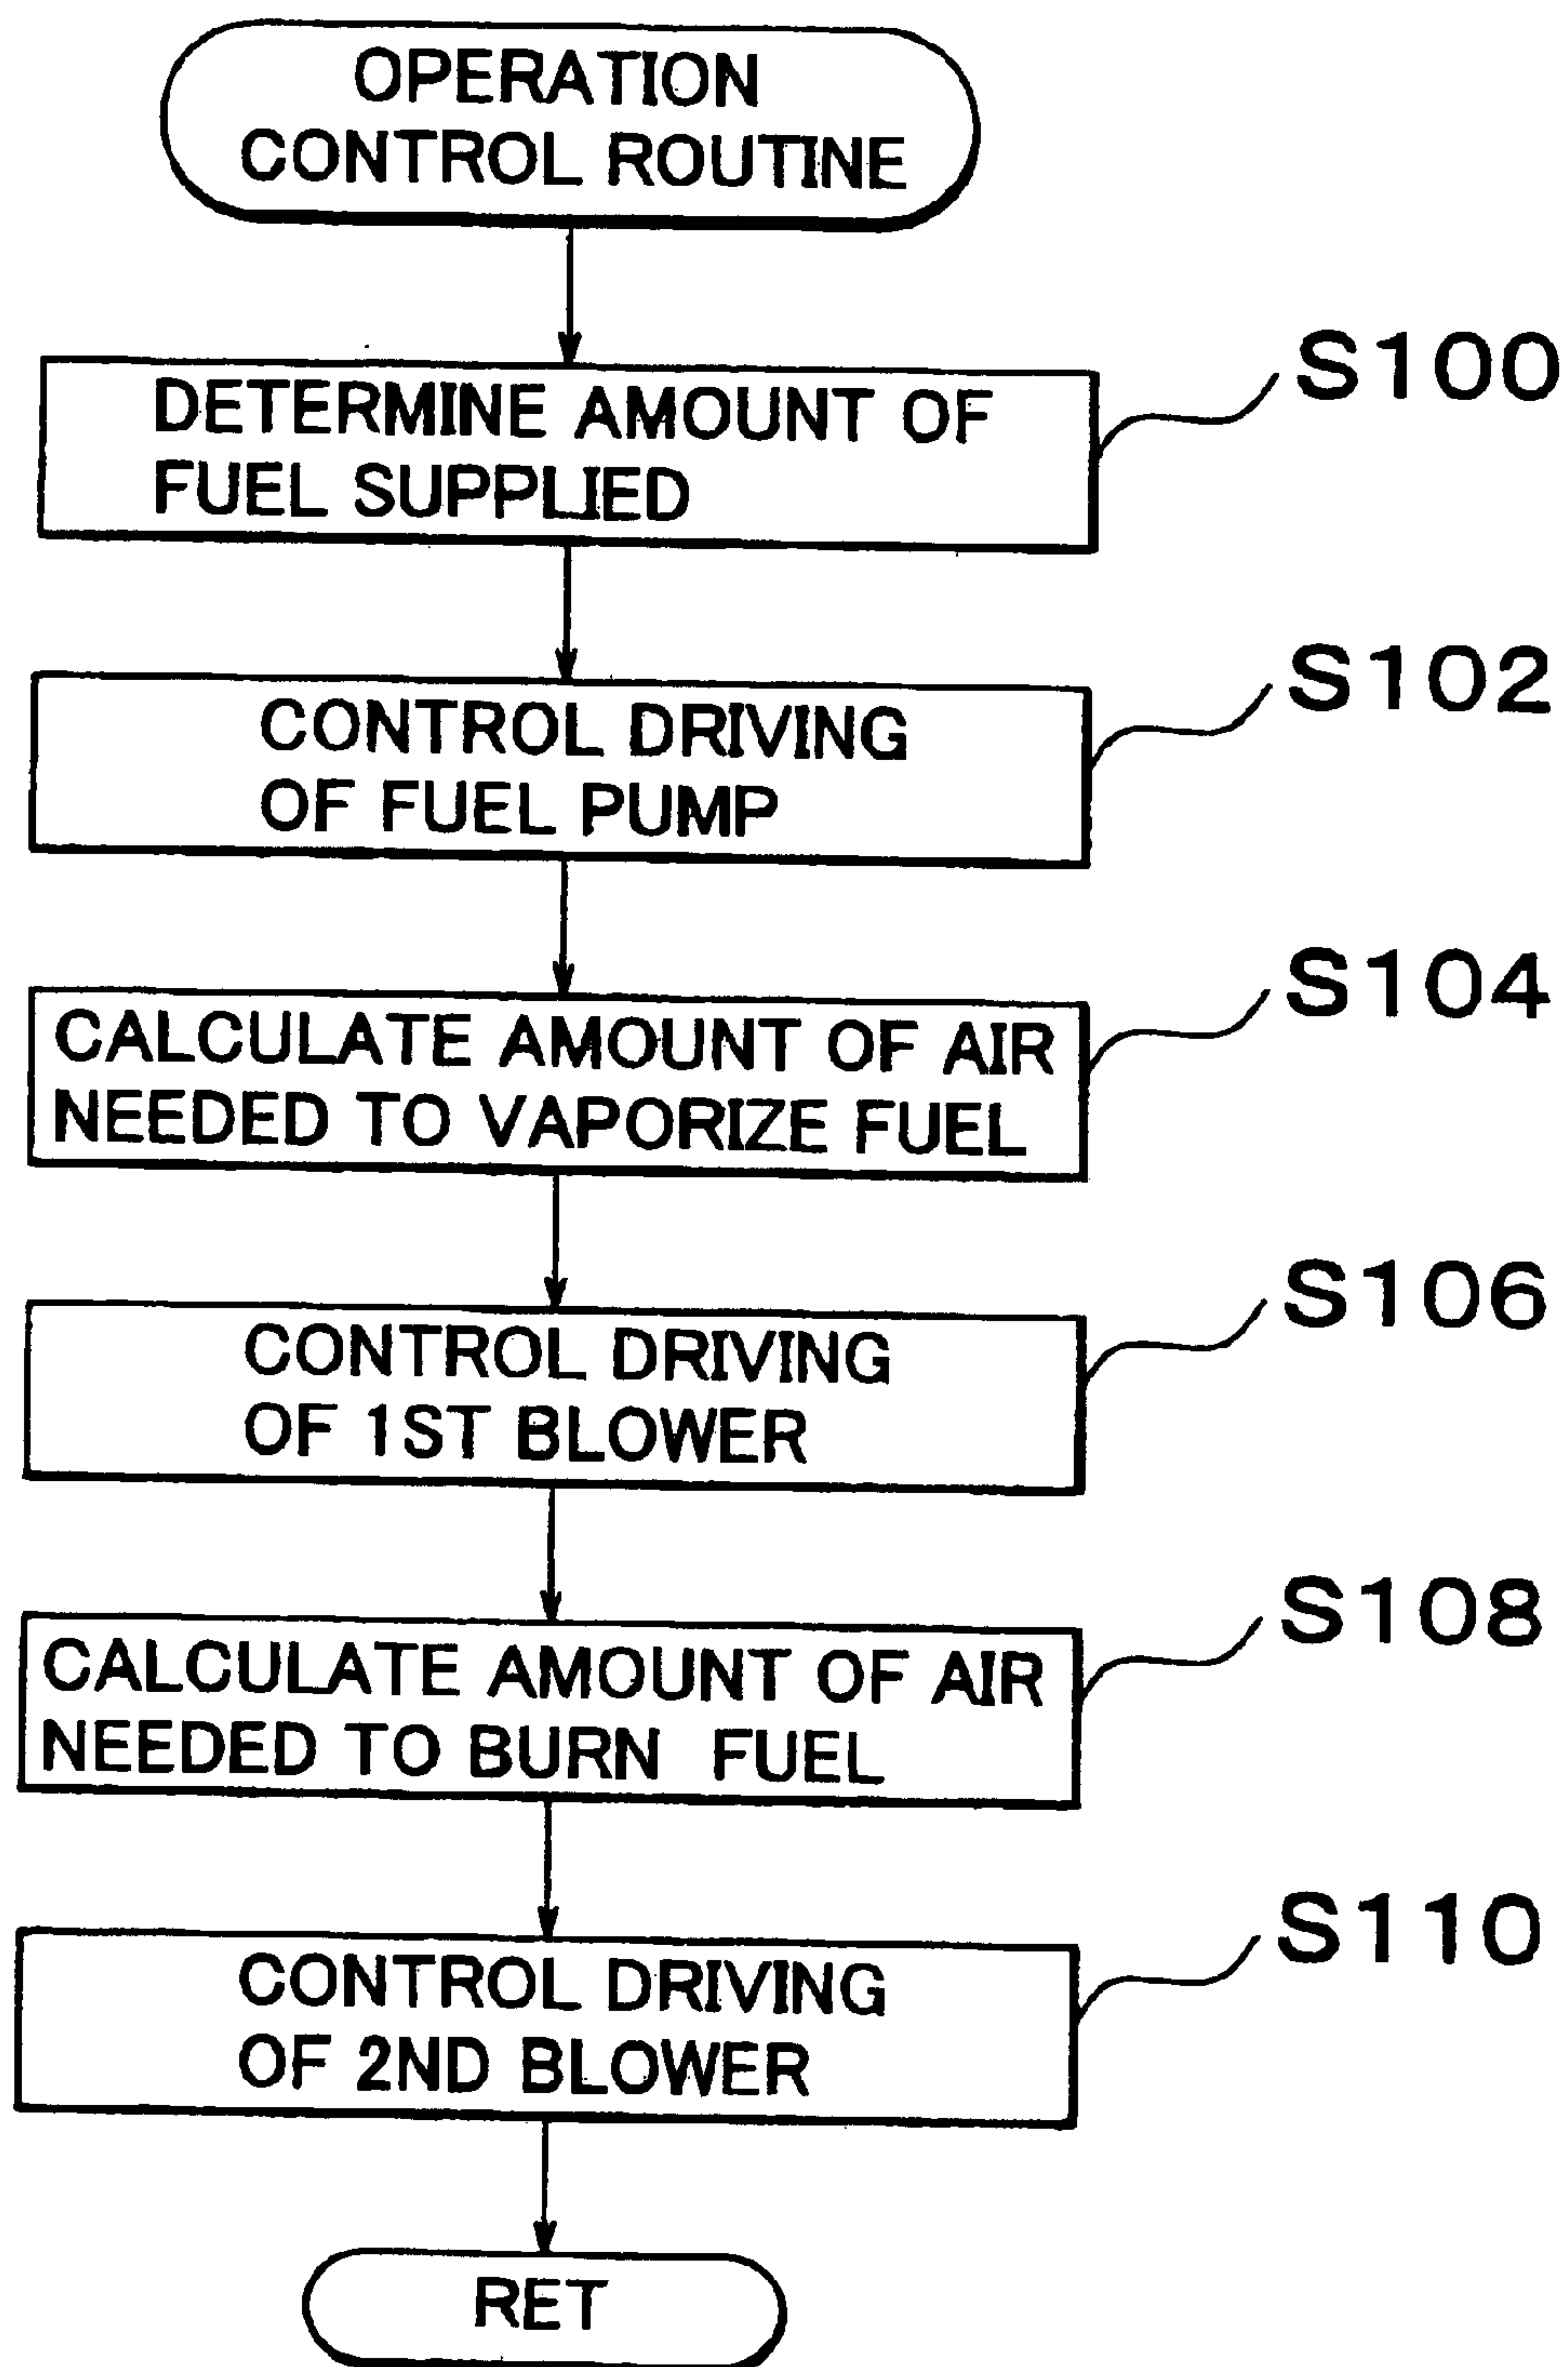 OPERATION
CONTROL ROUTINE
DETERMINE AMOUNT OF
FUEL SUPPLIED
S100
CONTROL DRIVING
OF FUEL PUMP
S102
CALCULATE AMOUNT OF AIR
NEEDED TO VAPORIZE FUEL
S104
CONTROL DRIVING
OF 1ST BLOWER
S106
CALCULATE AMOUNT OF AIR
NEEDED TO BURN FUEL
S108
CONTROL DRIVING
OF 2ND BLOWER
S110
RET